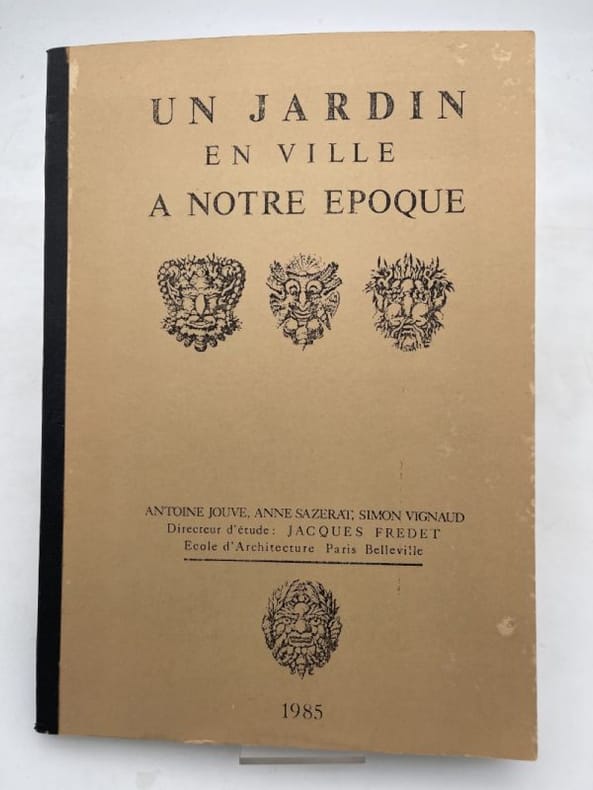 UN JARDIN
EN VILLE
A NOTRE EPOQUE
ANTOINE JOUVE, ANNE SAZERAT, SIMON VIGNAUD
Directeur d'étude: JACQUES FREDET
Ecole d'Architecture Paris Belleville
1985